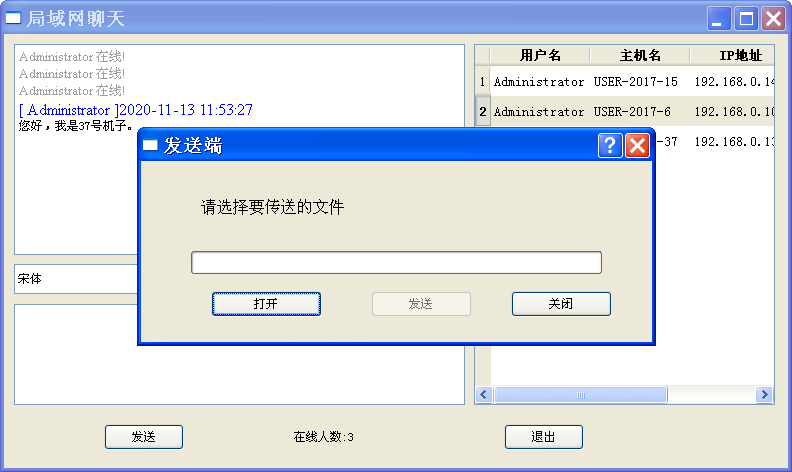 局域网聊天
Administrator 在线!
Administrator 在线!
Administrator 在线!
[ Administrator ]2020-11-13 11:53:27
您好，我是37号机子。
用户名 主机名 IP地址
1 Administrator USER-2017-15 192.168.0.14
2 Administrator USER-2017-6 192.168.0.10
-37 192.168.0.13
发送端
请选择要传送的文件
打开 发送 关闭
宋体
发送 在线人数:3 退出